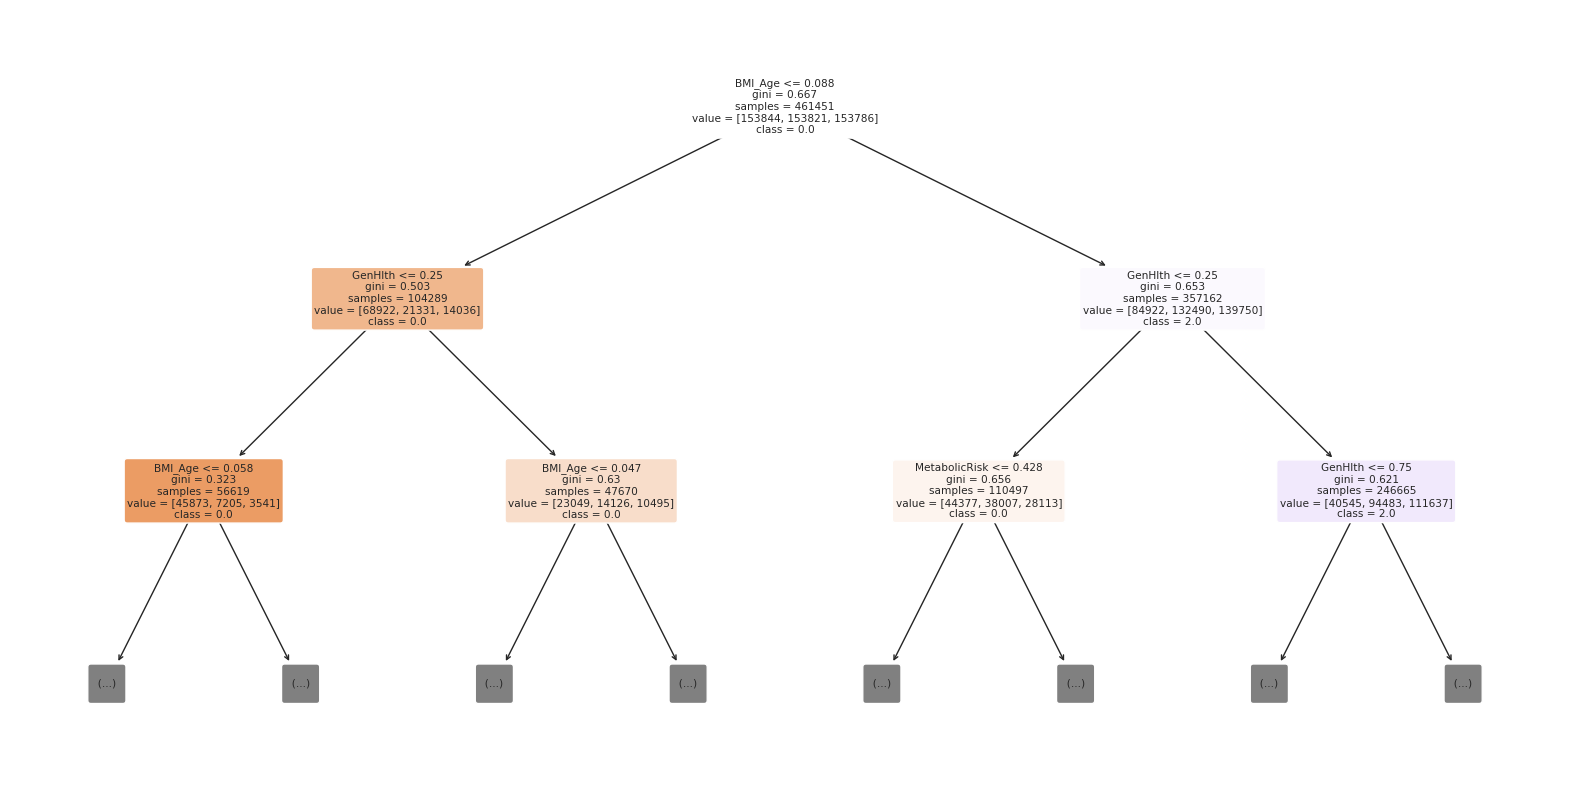 BMI_Age <= 0.088
gini = 0.667
samples = 461451
value = [153844, 153821, 153786]
class = 0.0
GenHlth <= 0.25
gini = 0.503
samples = 104289
value = [68922, 21331, 14036]
class = 0.0
GenHlth <= 0.25
gini = 0.653
samples = 357162
value = [84922, 132490, 139750]
class = 2.0
BMI_Age <= 0.058
gini = 0.323
samples = 56619
value = [45873, 7205, 3541]
class = 0.0
BMI_Age <= 0.047
gini = 0.63
samples = 47670
value = [23049, 14126, 10495]
class = 0.0
MetabolicRisk <= 0.428
gini = 0.656
samples = 110497
value = [44377, 38007, 28113]
class = 0.0
GenHlth <= 0.75
gini = 0.621
samples = 246665
value = [40545, 94483, 111637]
class = 2.0
(...)
(...)
(...)
(...)
(...)
(...)
(...)
(...)